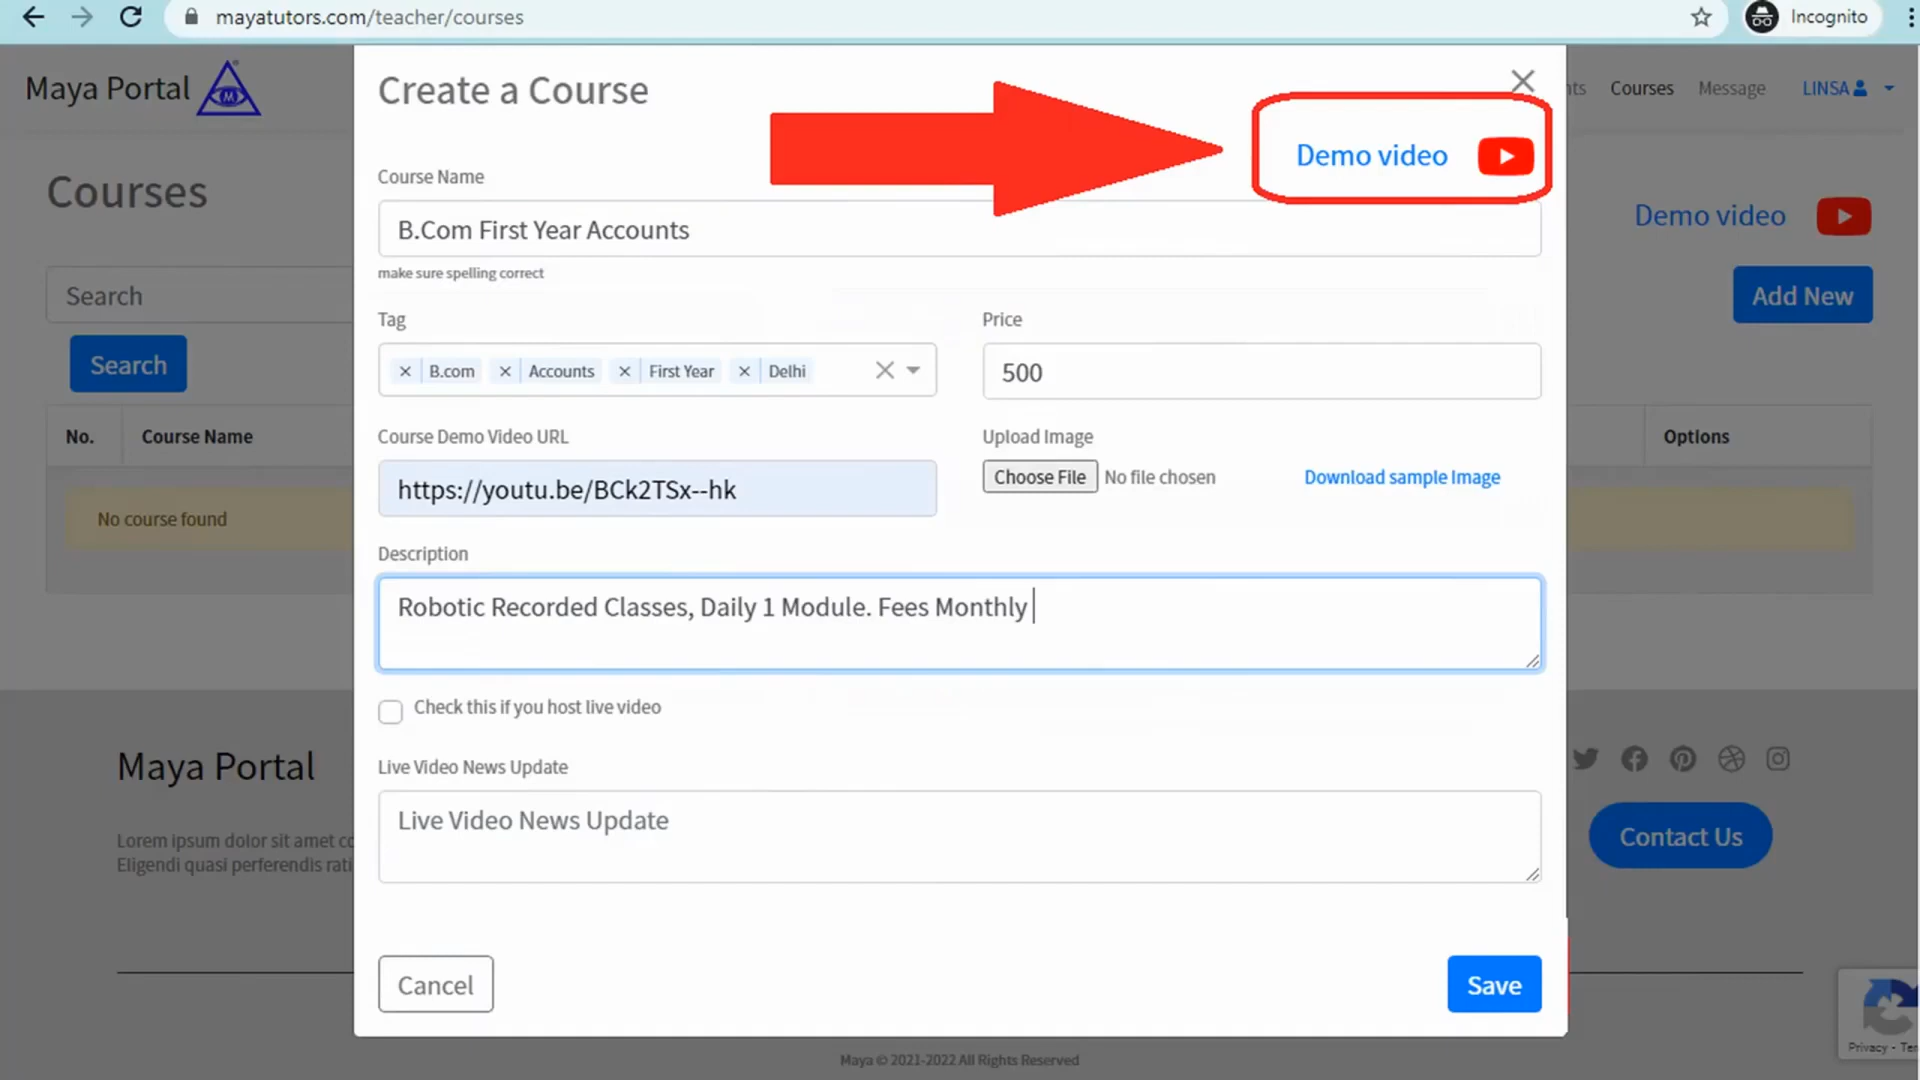 mayatutors.com/teacher/courses
Incognito
Maya Portal
M
Create a Course
nts
Courses
Message
LINSA
Demo video
Course Name
Courses
B.Com First Year Accounts
Demo video
make sure spelling correct
Search
Add New
Tag
Price
Search
× B.com × Accounts × First Year × Delhi
500
No.
Course Name
Course Demo Video URL
Upload Image
Options
https://youtu.be/BCk2TSx--hk
Choose File No file chosen
Download sample Image
No course found
Description
Robotic Recorded Classes, Daily 1 Module. Fees Monthly
Check this if you host live video
Maya Portal
Live Video News Update
Live Video News Update
Lorem ipsum dolor sit amet co
Eligendi quasi perferendis rati
Contact Us
Cancel
Save
Privacy - Ter
Maya © 2021-2022 All Rights Reserved